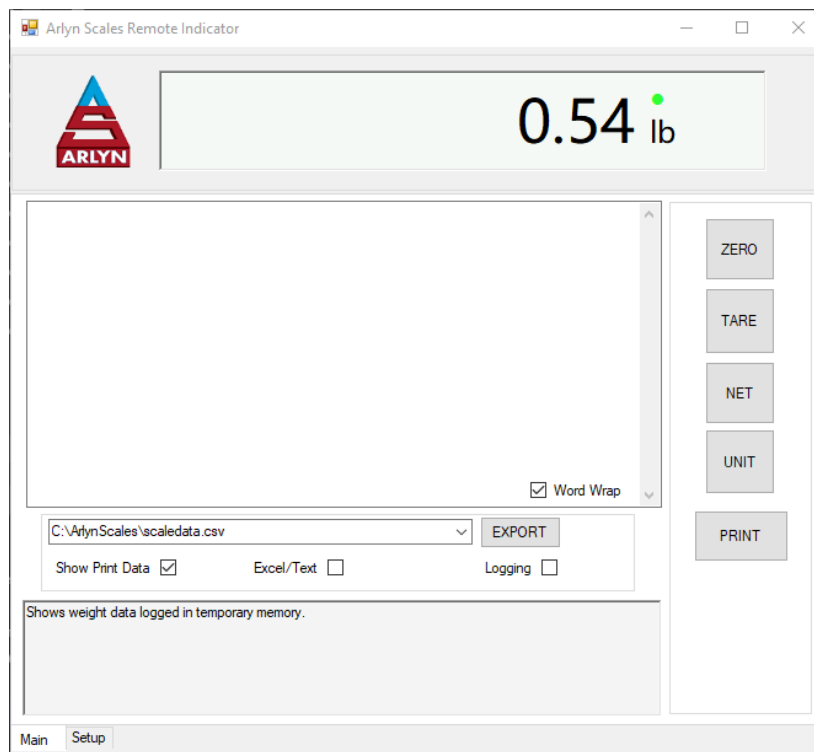 Arlyn Scales Remote Indicator
ARLYN
0.54 lb
ZERO
TARE
NET
UNIT
PRINT
Word Wrap
C:\ArlynScales\scaledata.csv
EXPORT
Show Print Data
Excel/Text
Logging
Shows weight data logged in temporary memory.
Main
Setup